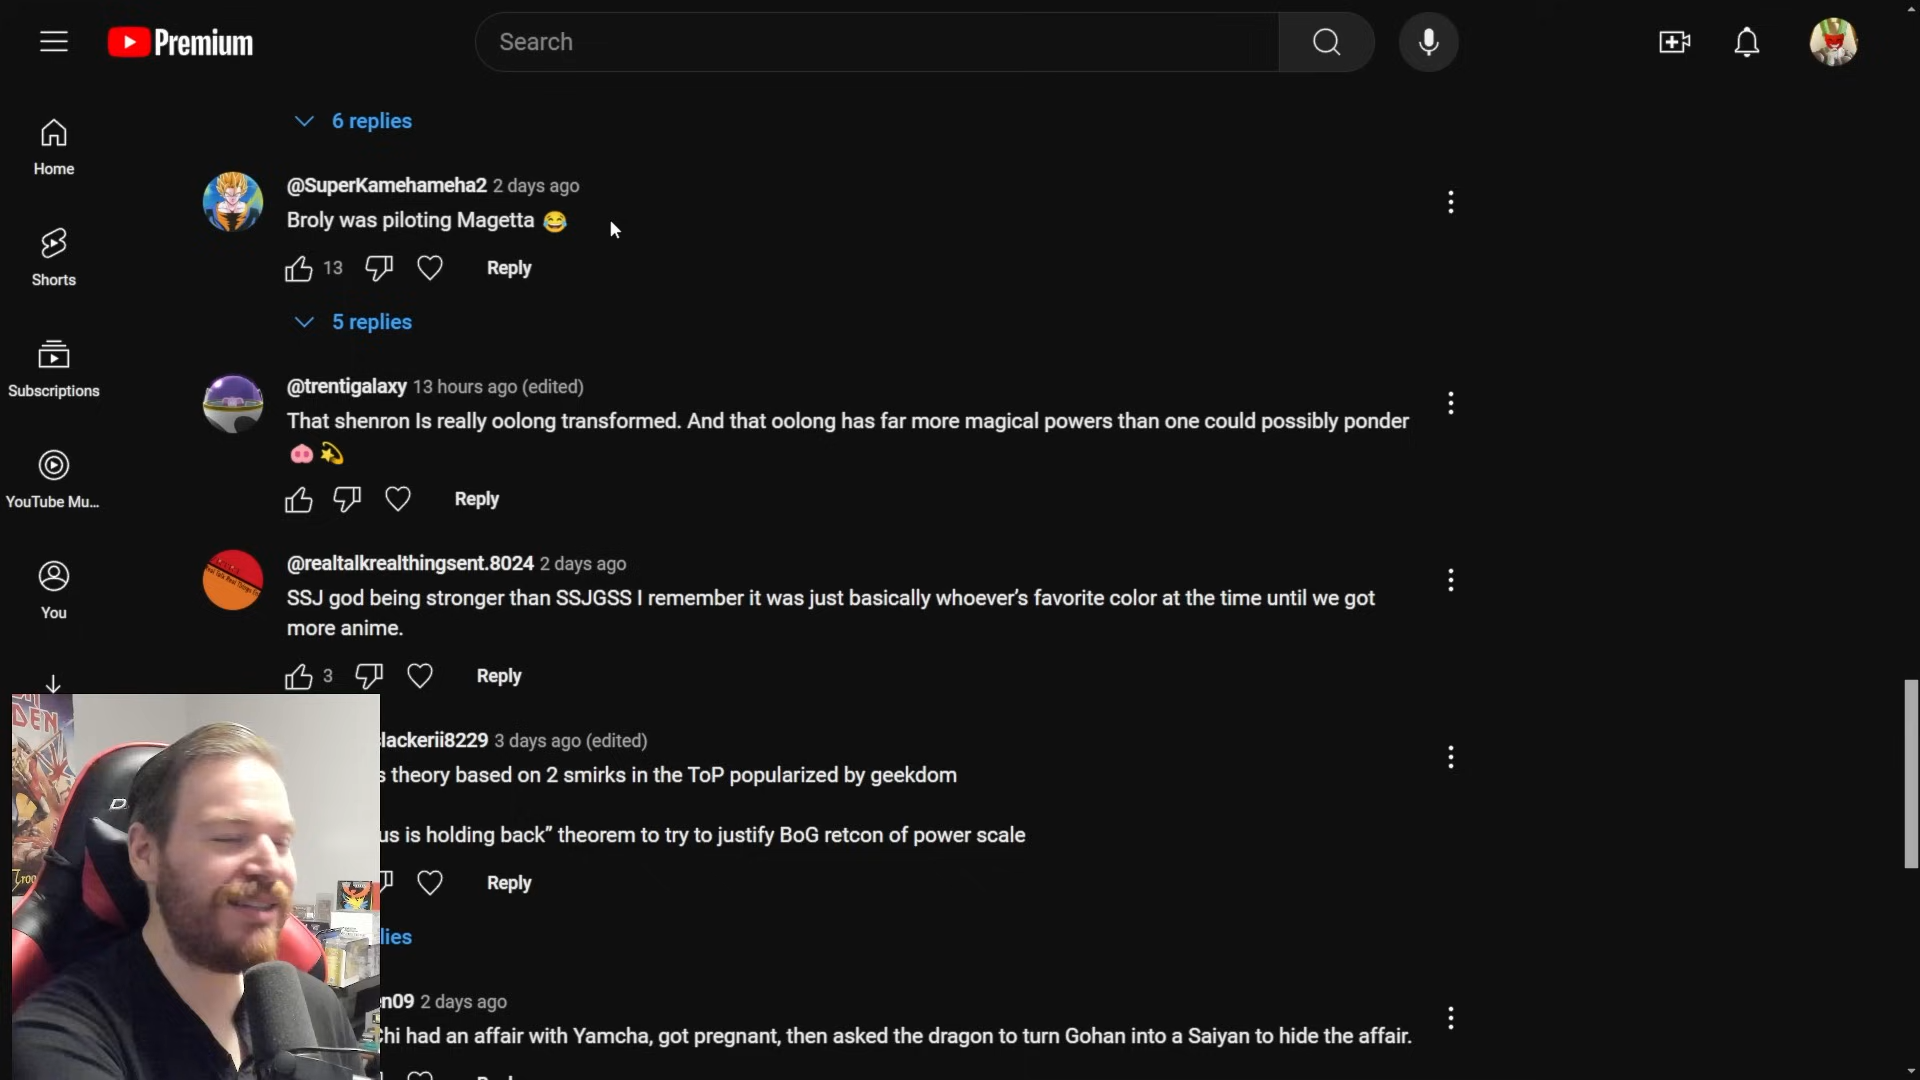 Premium
Search
6 replies
Home
@SuperKamehameha2 2 days ago
Broly was piloting Magetta 😂
13
Reply
Shorts
5 replies
@trentigalaxy 13 hours ago (edited)
Subscriptions
That shenron Is really oolong transformed. And that oolong has far more magical powers than one could possibly ponder
🐽 💫
YouTube Mu...
Reply
@realtalkrealthingsent.8024 2 days ago
SSJ god being stronger than SSJGSS I remember it was just basically whoever's favorite color at the time until we got
You
more anime.
3
Reply
lackerii8229 3 days ago (edited)
s theory based on 2 smirks in the ToP popularized by geekdom
us is holding back” theorem to try to justify BoG retcon of power scale
Reply
lies
n09 2 days ago
hi had an affair with Yamcha, got pregnant, then asked the dragon to turn Gohan into a Saiyan to hide the affair.